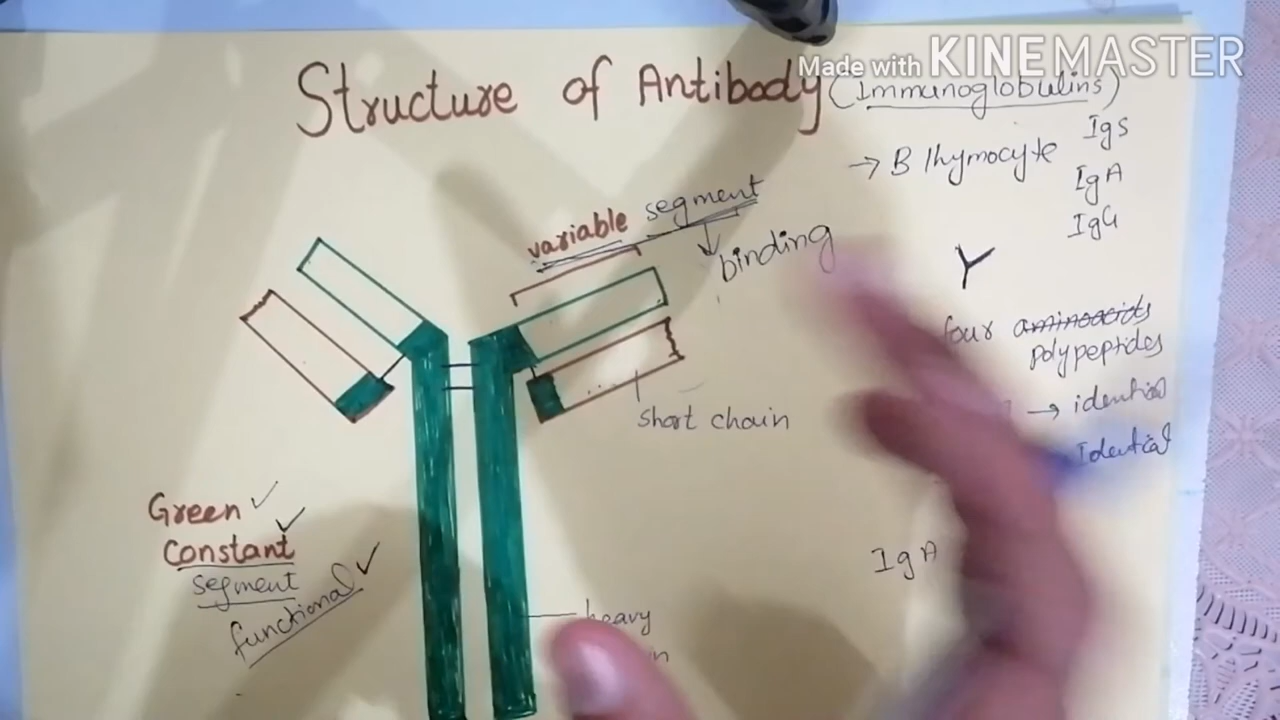 Made with KINEMASTER
Structure of Antibody (Immunoglobulins)
Igs
→ B lhymocyte
IgA
IgG
variable segment
binding
Y
four aminoacids
polypeptides
→ identical
Identical
short chain
Green ✓
Constant ✓
segment
functional ✓
IgA
heavy